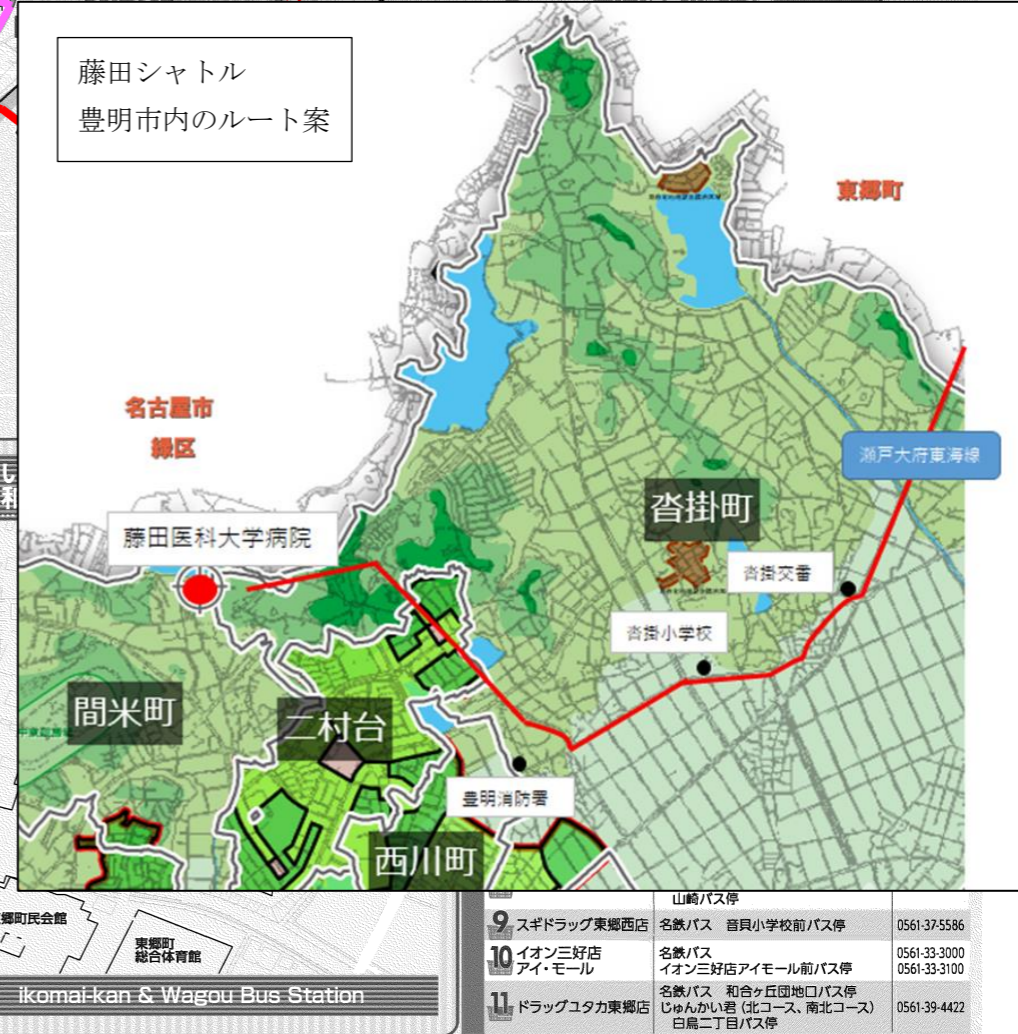 藤田シャトル
豊明市内のルート案
東郷町
名古屋市
緑区
瀬戸大府東海線
藤田医科大学病院
沓掛町
沓掛交番
沓掛小学校
間米町
二村台
豊明消防署
西川町
山崎バス停
9 スギドラッグ東郷西店 名鉄バス 音貝小学校前バス停 0561-37-5586
10 イオン三好店 名鉄バス 0561-33-3000
アイ・モール イオン三好店アイモール前バス停 0561-33-3100
名鉄バス 和合ヶ丘団地口バス停
11 ドラッグユタカ東郷店 じゅんかい君（北コース、南北コース） 0561-39-4422
白鳥二丁目バス停
郷町民会館
東郷町
総合体育館
ikomai-kan & Wagou Bus Station